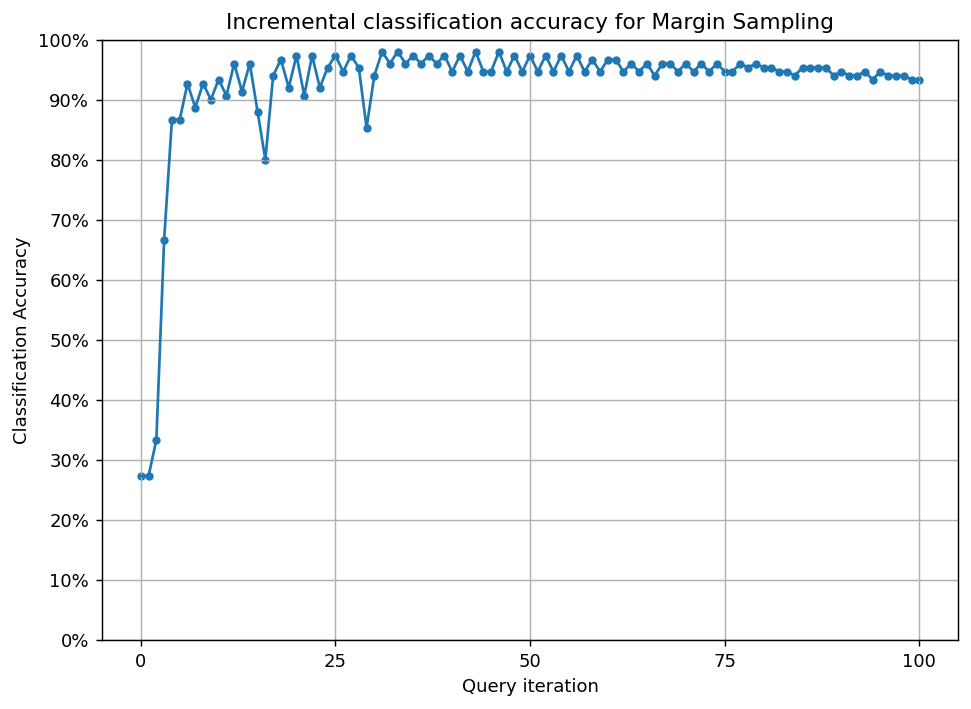 Incremental classification accuracy for Margin Sampling
100%
90%
80%
70%
60%
50%
40%
30%
20%
10%
0%
Classification Accuracy
0 25 50 75 100
Query iteration